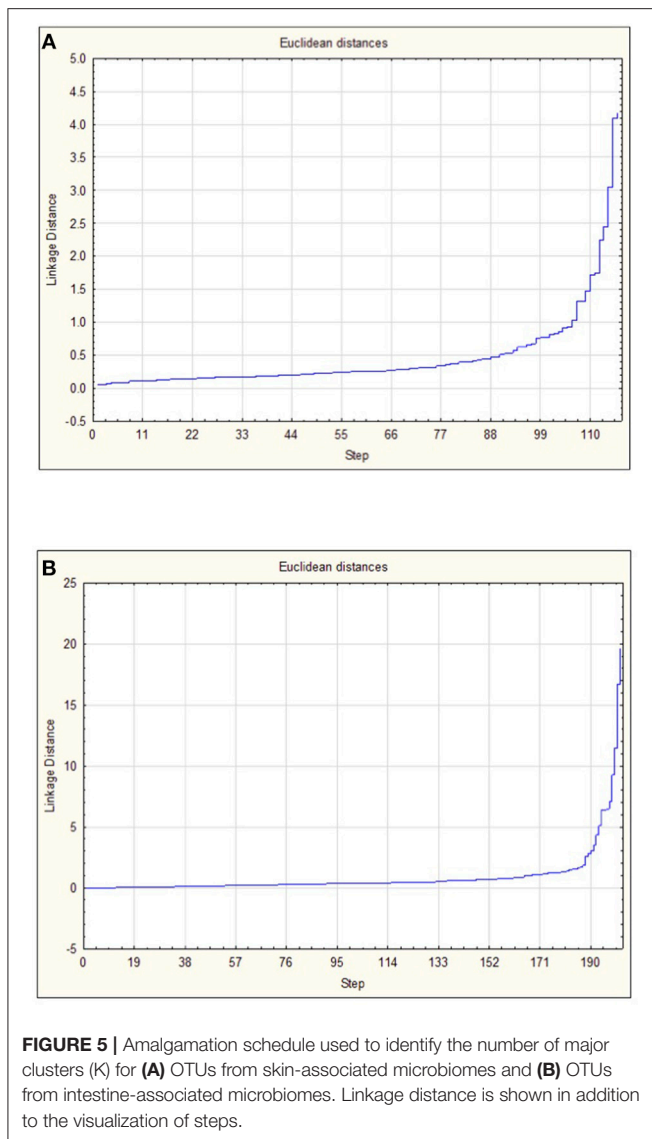 A
Euclidean distances
5.0
4.5
4.0
3.5
3.0
2.5
2.0
1.5
1.0
0.5
0.0
-0.5
Linkage Distance
0 11 22 33 44 55 66 77 88 99 110
Step
B
Euclidean distances
25
20
15
10
5
0
-5
Linkage Distance
0 19 38 57 76 95 114 133 152 171 190
Step
FIGURE 5 | Amalgamation schedule used to identify the number of major
clusters (K) for (A) OTUs from skin-associated microbiomes and (B) OTUs
from intestine-associated microbiomes. Linkage distance is shown in addition
to the visualization of steps.